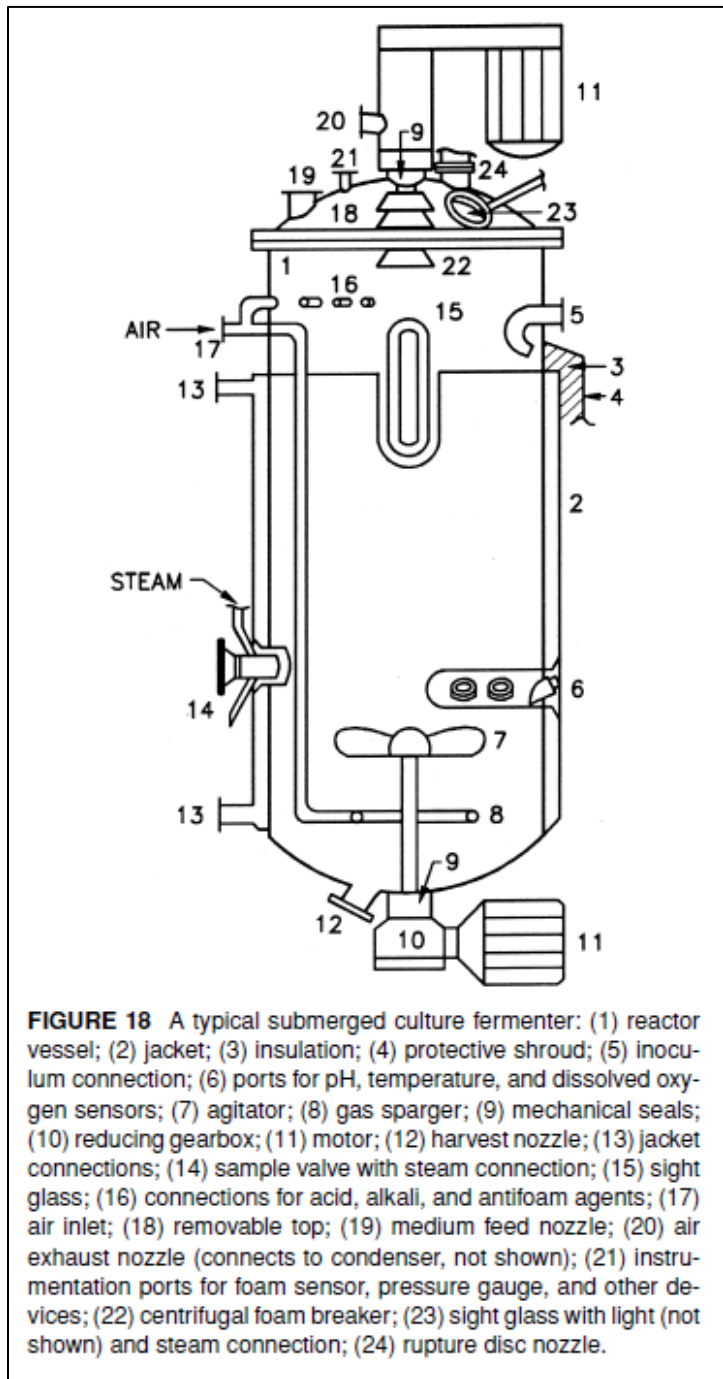 11
20
9
21
24
19
18
23
1
22
16
15
5
AIR
17
3
13
4
2
STEAM
6
14
7
13
8
9
12
10
11
FIGURE 18 A typical submerged culture fermenter: (1) reactor
vessel; (2) jacket; (3) insulation; (4) protective shroud; (5) inocu-
lum connection; (6) ports for pH, temperature, and dissolved oxy-
gen sensors; (7) agitator; (8) gas sparger; (9) mechanical seals;
(10) reducing gearbox; (11) motor; (12) harvest nozzle; (13) jacket
connections; (14) sample valve with steam connection; (15) sight
glass; (16) connections for acid, alkali, and antifoam agents; (17)
air inlet; (18) removable top; (19) medium feed nozzle; (20) air
exhaust nozzle (connects to condenser, not shown); (21) instru-
mentation ports for foam sensor, pressure gauge, and other de-
vices; (22) centrifugal foam breaker; (23) sight glass with light (not
shown) and steam connection; (24) rupture disc nozzle.